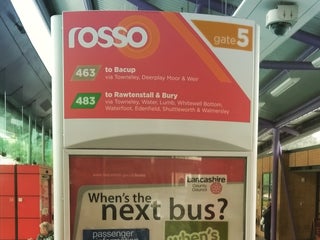 rosso
gate 5
463 to Bacup
via Townsley, Deerplay Moor & Weir
483 to Rawtenstall & Bury
via Townsley, Water, Lumb, Whitewell Bottom,
Waterfoot, Edenfield, Shuttleworth & Walmersley
Lancashire
County Council
When's the
next bus?
passenger
when's